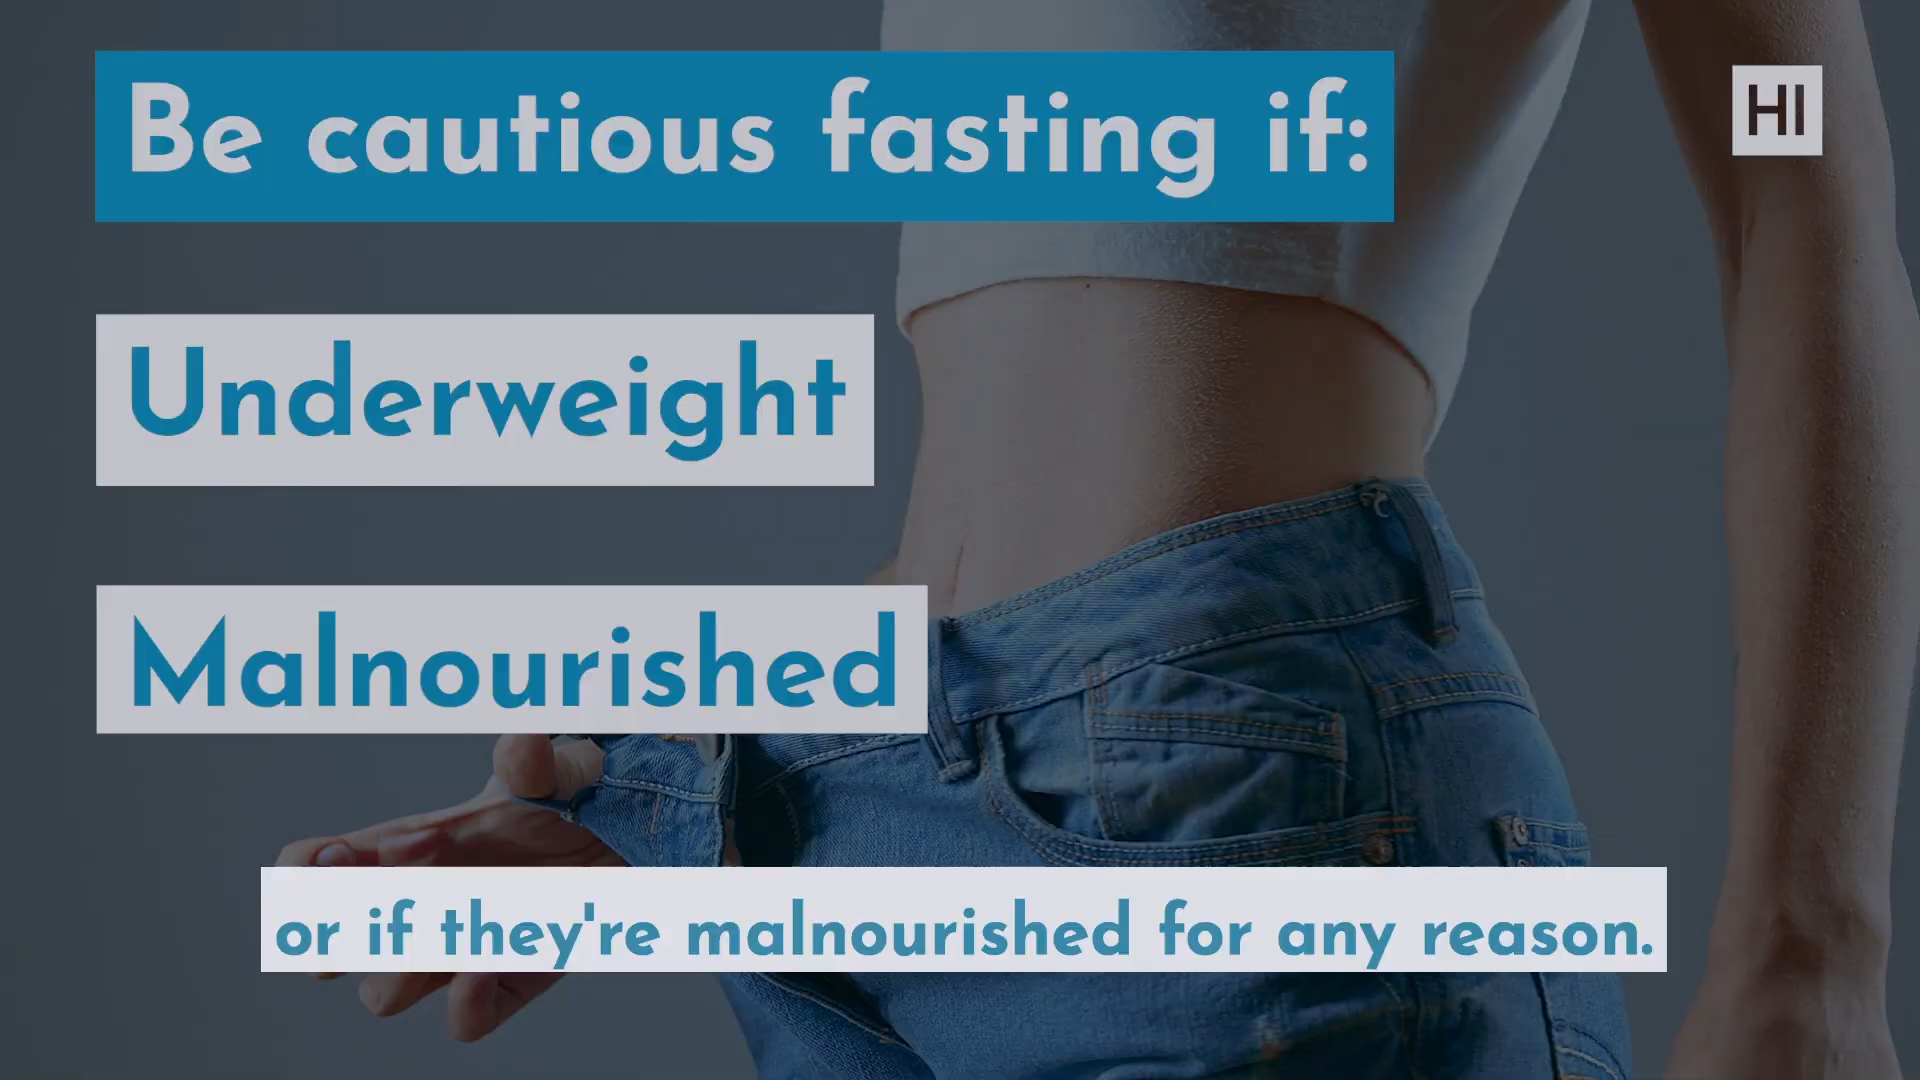 Be cautious fasting if:
HI
Underweight
Malnourished
or if they're malnourished for any reason.